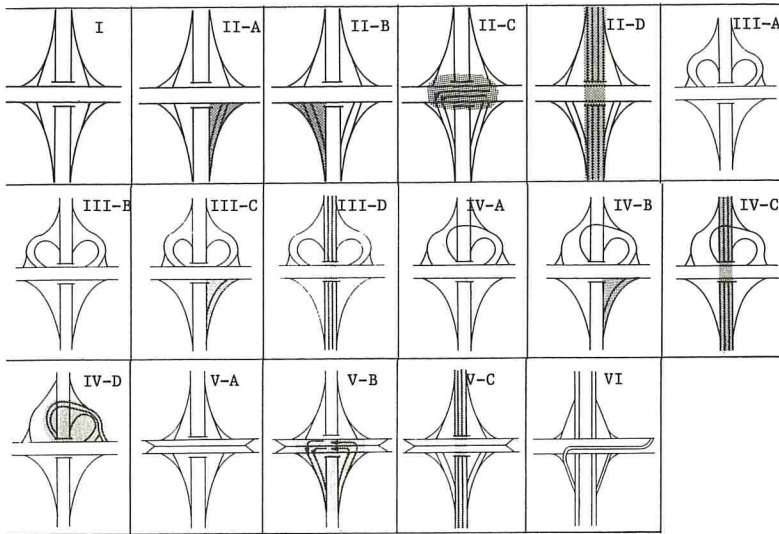 I
II-A
II-B
II-C
II-D
III-A
III-B
III-C
III-D
IV-A
IV-B
IV-C
IV-D
V-A
V-B
V-C
VI